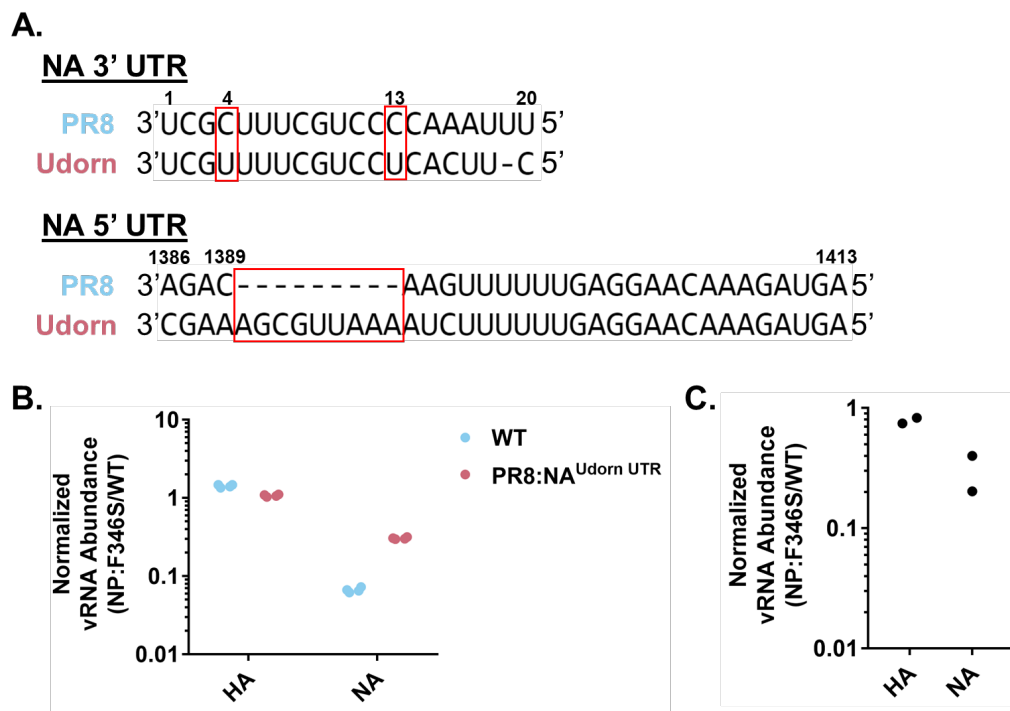 A.
NA 3’ UTR
1 4 13 20
PR8 3’UCGCUUUCGUCCCCAAAUUU5’
Udorn 3’UCGUUUUCGUCCUCACUU-C5’
NA 5’ UTR
1386 1389 1413
PR8 3’AGAC---------AAGUUUUUUGAGGAACAAAGAUGA5’
Udorn 3’CGAAAGCGUUAAAAUCUUUUUUGAGGAACAAAGAUGA5’
B.
Normalized
vRNA Abundance
(NP:F346S/WT)
10
1
0.1
0.01
HA NA
WT
PR8:NA Udorn UTR
C.
Normalized
vRNA Abundance
(NP:F346S/WT)
1
0.1
0.01
HA NA